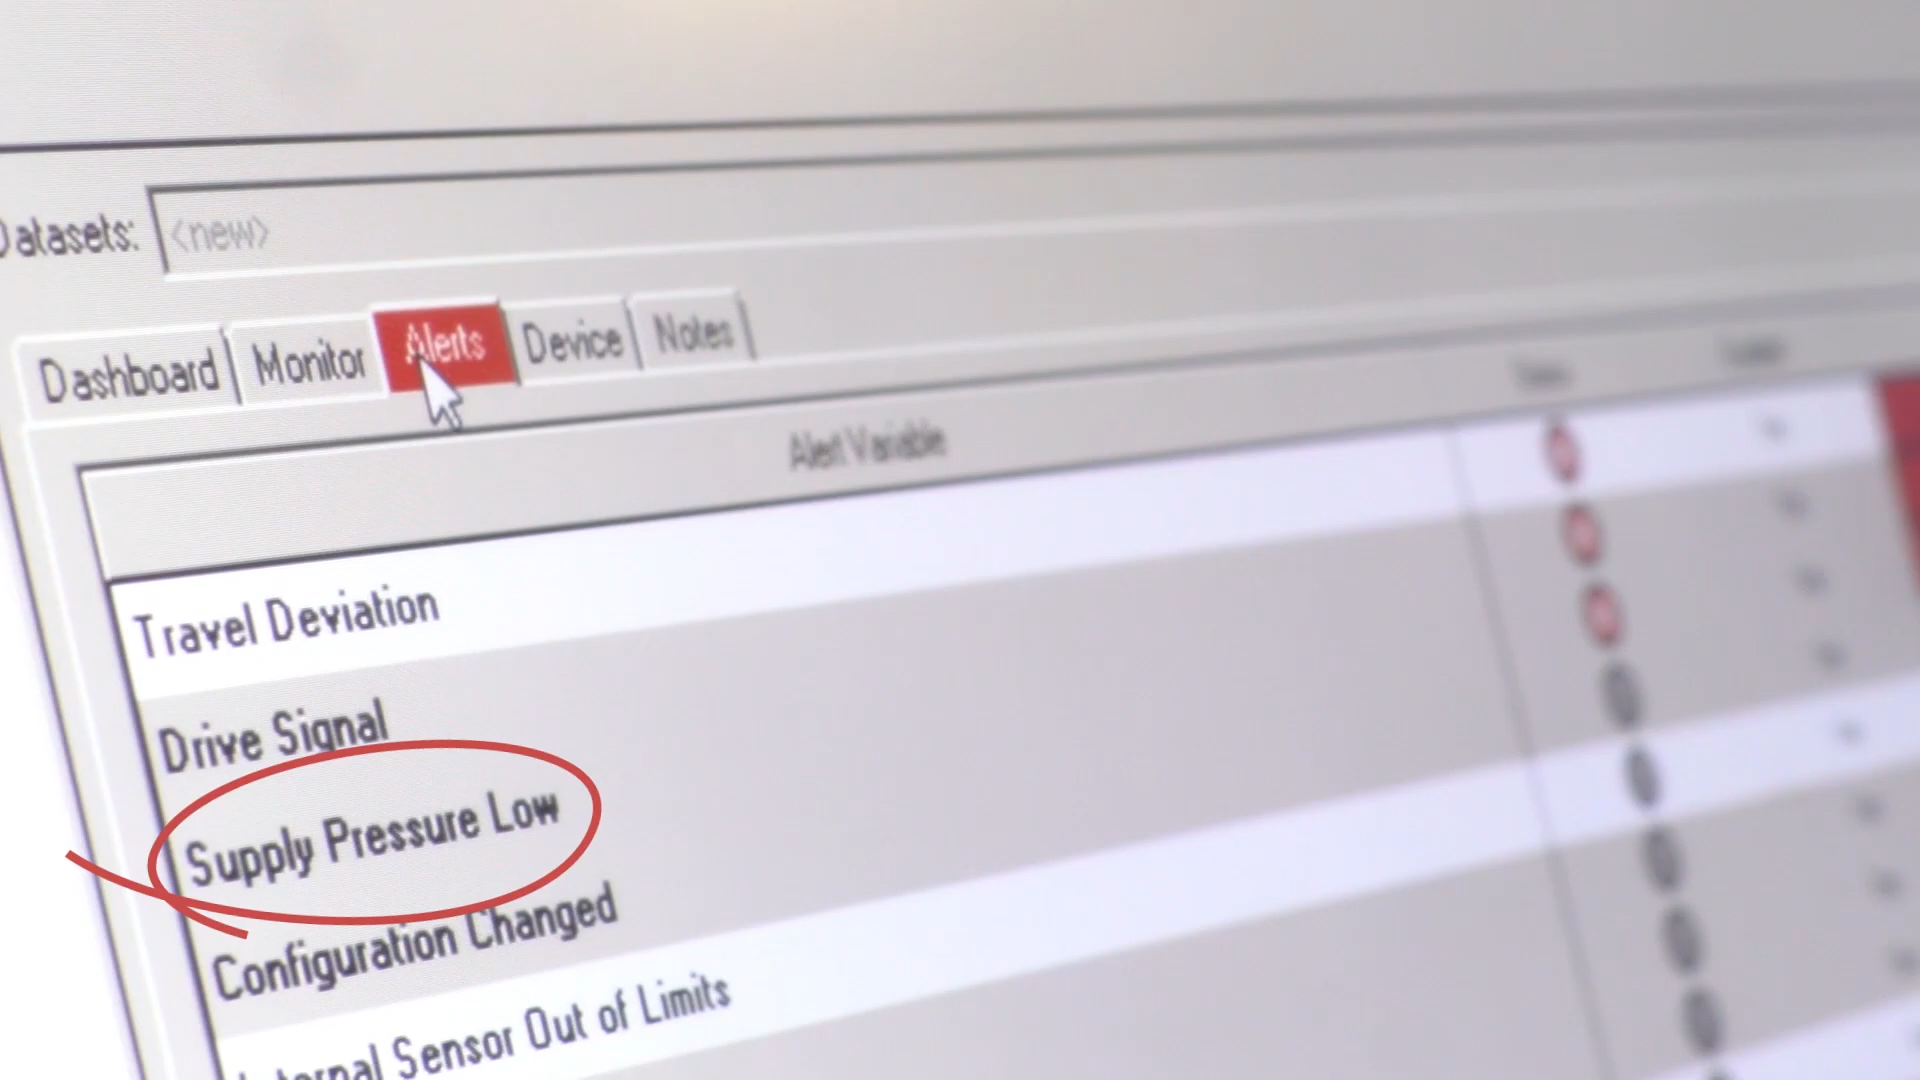 Datasets: <new>
Dashboard Monitor Alerts Device Notes
Alert Variable
Travel Deviation
Drive Signal
Supply Pressure Low
Configuration Changed
Internal Sensor Out of Limits